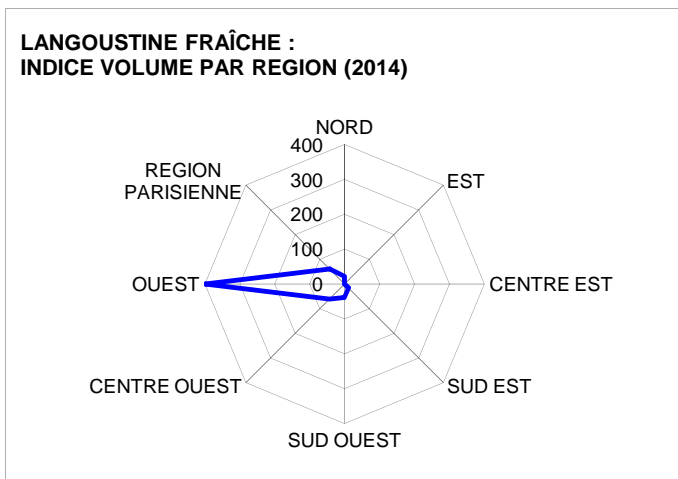 LANGOUSTINE FRAÎCHE :
INDICE VOLUME PAR REGION (2014)
NORD
400
REGION
PARISIENNE
300
EST
200
100
OUEST
0
CENTRE EST
CENTRE OUEST
SUD EST
SUD OUEST